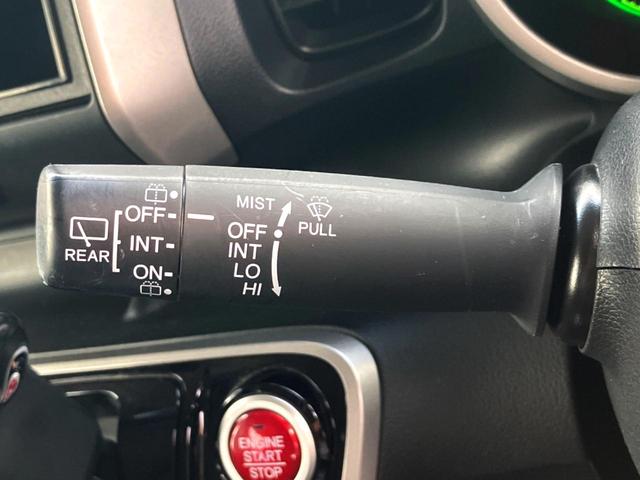 MIST
OFF
OFF
PULL
INT
INT
REAR
LO
ON
HI
ENGINE
START
STOP